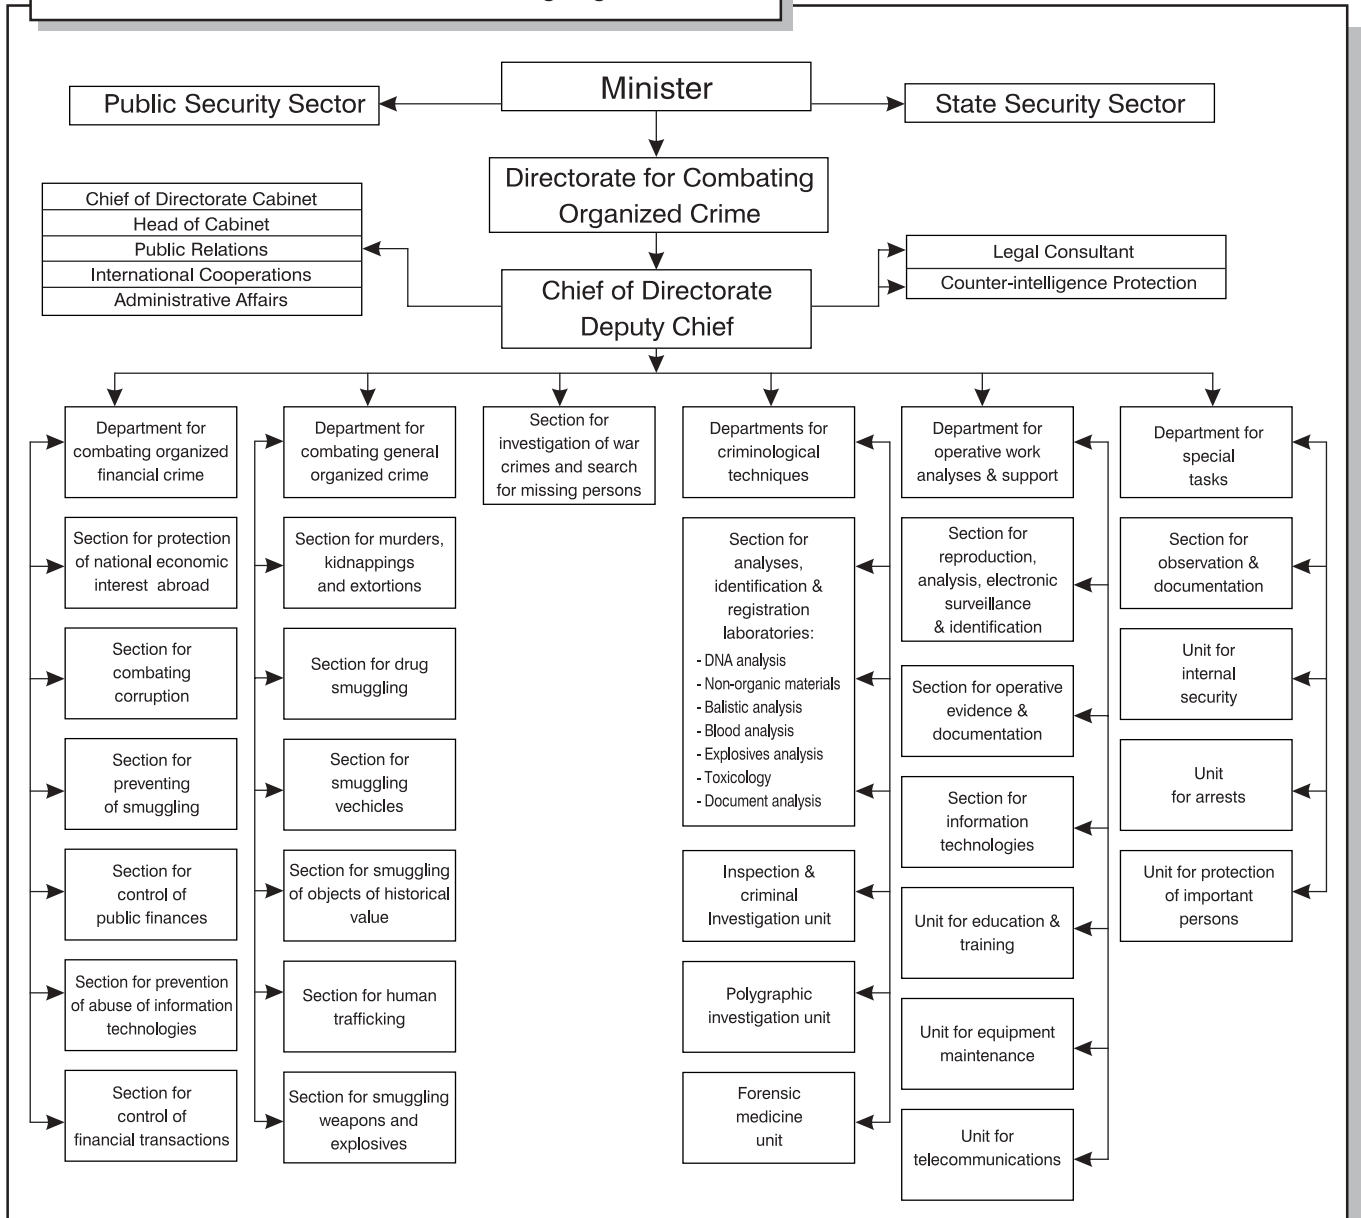 Minister
Public Security Sector
State Security Sector
Directorate for Combating
Organized Crime
Chief of Directorate Cabinet
Head of Cabinet
Public Relations
International Cooperations
Administrative Affairs
Legal Consultant
Counter-intelligence Protection
Chief of Directorate
Deputy Chief
Department for
combating organized
financial crime
Section for protection
of national economic
interest abroad
Section for
combating
corruption
Section for
preventing
of smuggling
Section for
control of
public finances
Section for prevention
of abuse of information
technologies
Section for
control of
financial transactions
Department for
combating general
organized crime
Section for murders,
kidnappings
and extortions
Section for drug
smuggling
Section for
smuggling
vechicles
Section for smuggling
of objects of historical
value
Section for human
trafficking
Section for smuggling
weapons and
explosives
Section for
investigation of war
crimes and search
for missing persons
Departments for
criminological
techniques
Section for
analyses,
identification &
registration
laboratories:
- DNA analysis
- Non-organic materials
- Balistic analysis
- Blood analysis
- Explosives analysis
- Toxicology
- Document analysis
Inspection &
criminal
Investigation unit
Polygraphic
investigation unit
Forensic
medicine
unit
Department for
operative work
analyses & support
Section for
reproduction,
analysis, electronic
surveillance
& identification
Section for operative
evidence &
documentation
Section for
information
technologies
Unit for education &
training
Unit for equipment
maintenance
Unit for
telecommunications
Department for
special
tasks
Section for
observation &
documentation
Unit for
internal
security
Unit
for arrests
Unit for protection
of important
persons